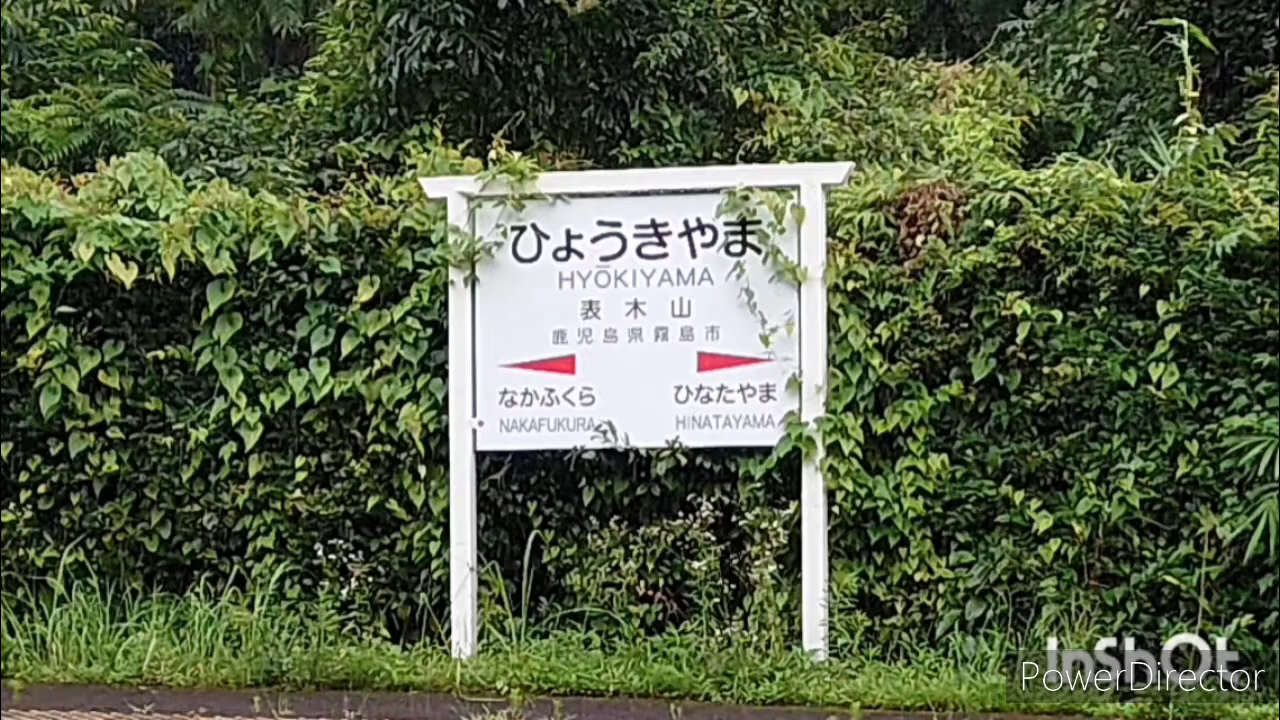 ひょうきやま
HYŌKIYAMA
表木山
鹿児島県霧島市
なかふくら ひなたやま
NAKAFUKURA HINATAYAMA
InShOt
PowerDirector